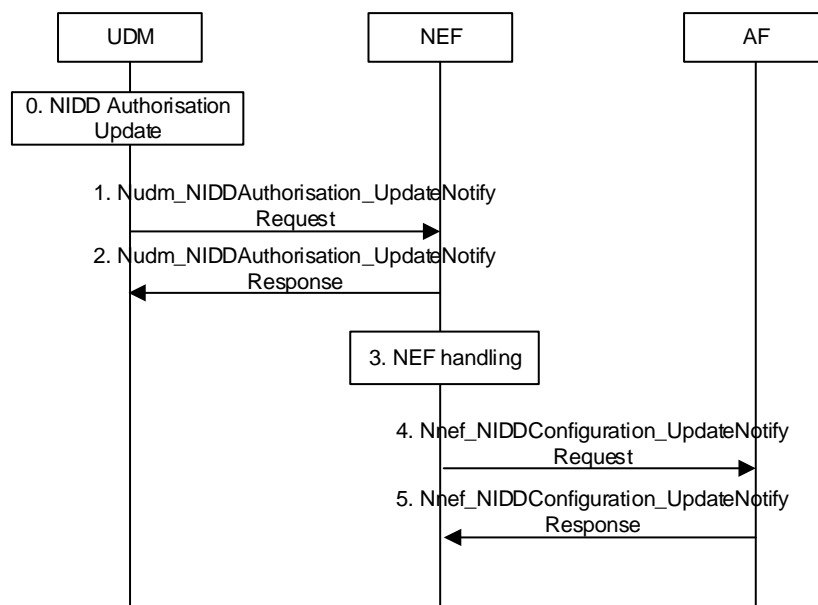 UDM
NEF
AF
0. NIDD Authorisation
Update
1. Nudm_NIDDAuthorisation_UpdateNotify
Request
2. Nudm_NIDDAuthorisation_UpdateNotify
Response
3. NEF handling
4. Nnef_NIDDConfiguration_UpdateNotify
Request
5. Nnef_NIDDConfiguration_UpdateNotify
Response